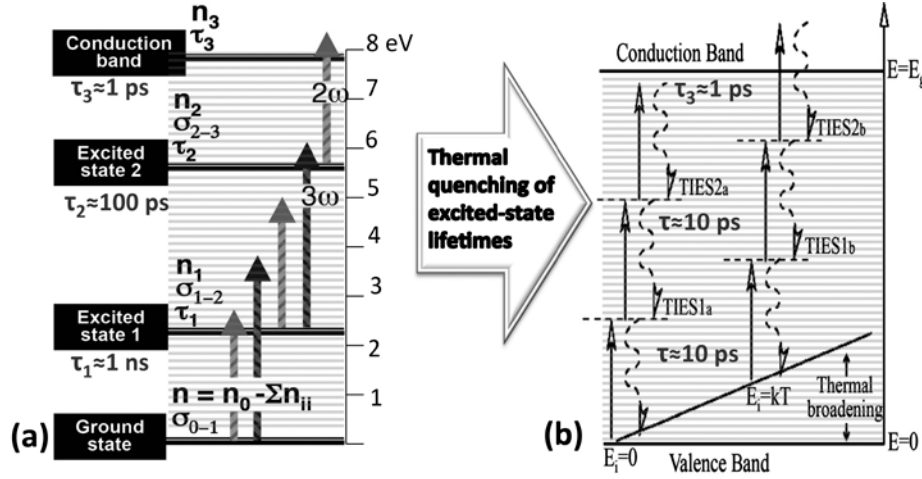 n₃
τ₃
Conduction
band
τ₃≈1 ps
8 eV
7
2ω
n₂
σ₂₋₃
τ₂
6
Excited
state 2
τ₂≈100 ps
5
3ω
4
n₁
σ₁₋₂
τ₁
3
Excited
state 1
τ₁≈1 ns
2
n = n₀ -Σnᵢᵢ
σ₀₋₁
1
(a)
Ground
state
Thermal
quenching of
excited-state
lifetimes
Conduction Band
E=E
τ₃≈1 ps
TIES2b
TIES2a
τ≈10 ps
TIES1b
TIES1a
τ≈10 ps
Eᵢ=kT
Thermal
broadening
(b)
Eᵢ=0
Valence Band
E=0